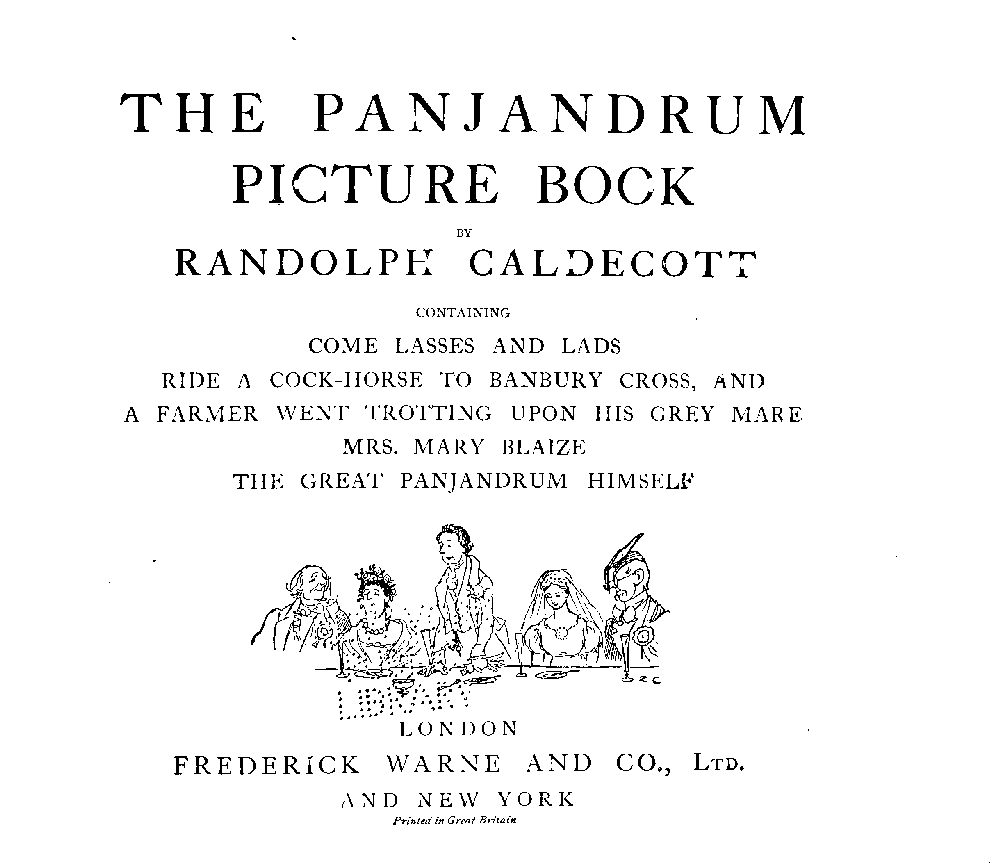 THE PANJANDRUM
PICTURE BOOK
BY
RANDOLPH CALDECOTT
CONTAINING
COME LASSES AND LADS
RIDE A COCK-HORSE TO BANBURY CROSS, AND
A FARMER WENT TROTTING UPON HIS GREY MARE
MRS. MARY BLAIZE
THE GREAT PANJANDRUM HIMSELF
RC
LIBRARY
LONDON
FREDERICK WARNE AND CO., LTD.
AND NEW YORK
Printed in Great Britain